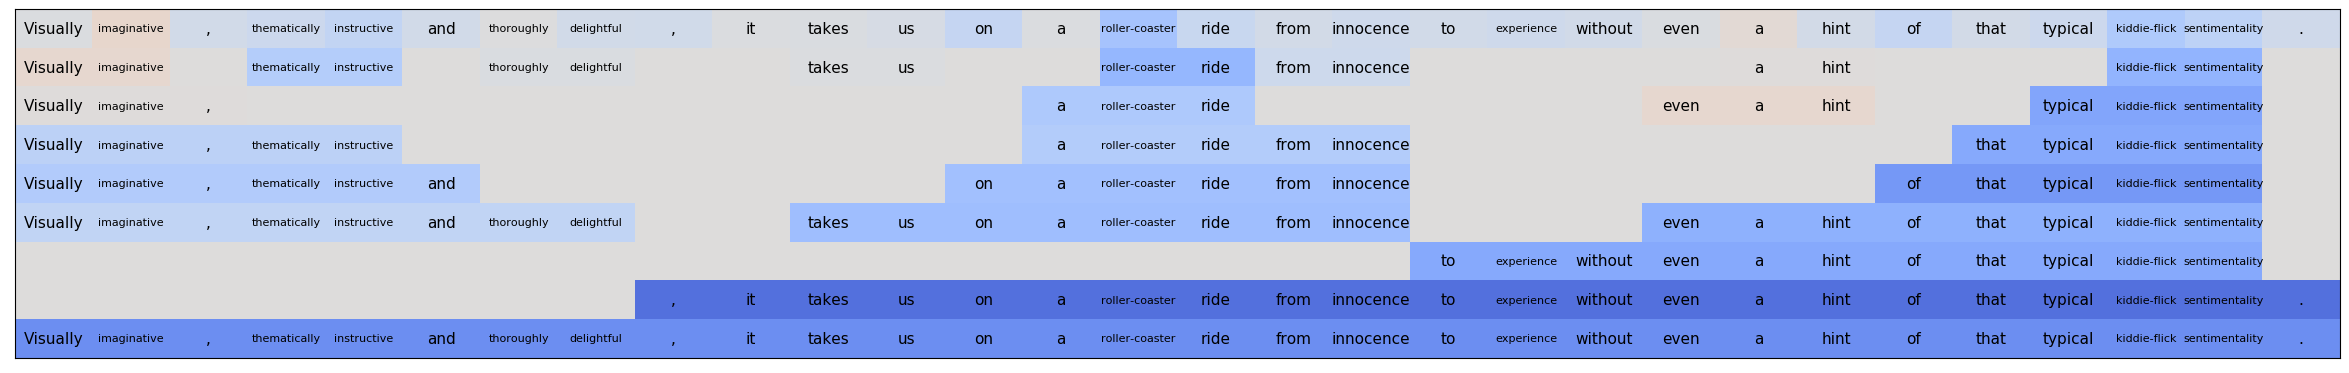 Visually imaginative , thematically instructive and thoroughly delightful , it takes us on a roller-coaster ride from innocence to experience without even a hint of that typical kiddie-flick sentimentality .
Visually imaginative thematically instructive thoroughly delightful takes us roller-coaster ride from innocence a hint kiddie-flick sentimentality
Visually imaginative , a roller-coaster ride even a hint typical kiddie-flick sentimentality
Visually imaginative , thematically instructive a roller-coaster ride from innocence that typical kiddie-flick sentimentality
Visually imaginative , thematically instructive and on a roller-coaster ride from innocence of that typical kiddie-flick sentimentality
Visually imaginative , thematically instructive and thoroughly delightful takes us on a roller-coaster ride from innocence even a hint of that typical kiddie-flick sentimentality
to experience without even a hint of that typical kiddie-flick sentimentality
, it takes us on a roller-coaster ride from innocence to experience without even a hint of that typical kiddie-flick sentimentality .
Visually imaginative , thematically instructive and thoroughly delightful , it takes us on a roller-coaster ride from innocence to experience without even a hint of that typical kiddie-flick sentimentality .